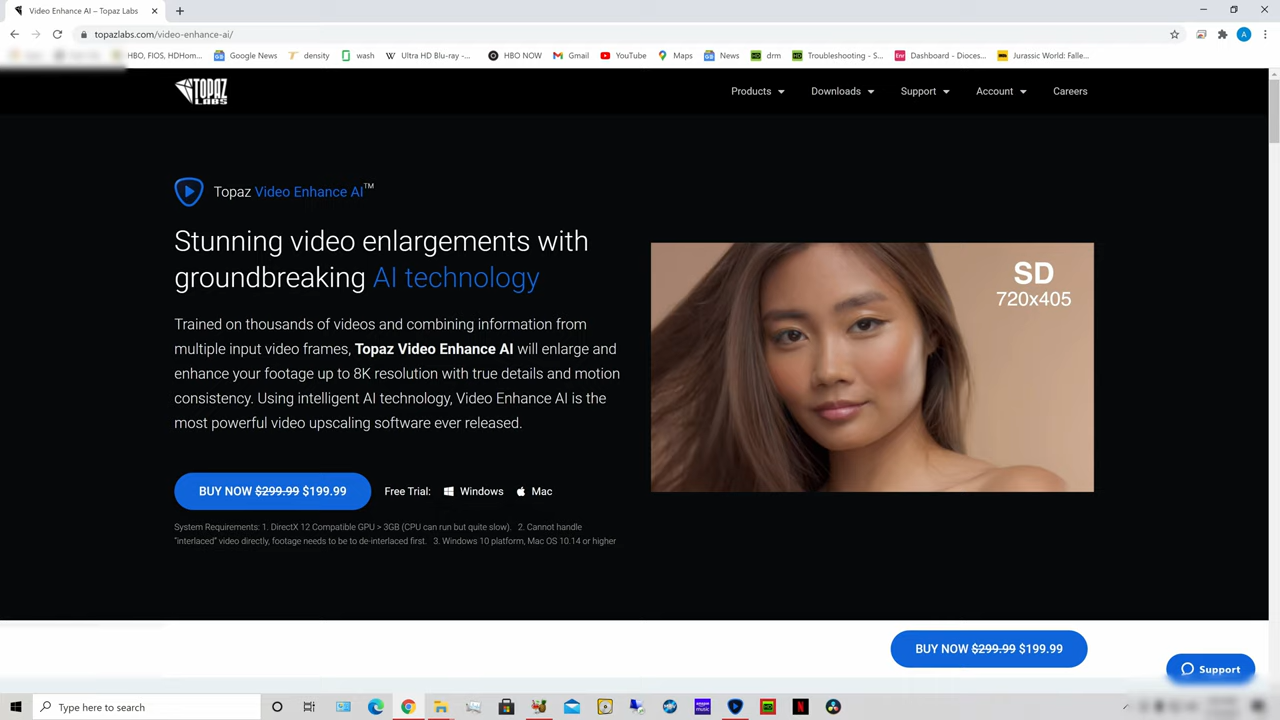 Video Enhance AI – Topaz Labs
topazlabs.com/video-enhance-ai/
HBO, FIOS, HDHom... Google News density wash Ultra HD Blu-ray -... HBO NOW Gmail YouTube Maps News drm Troubleshooting - S... Dashboard - Dioces... Jurassic World: Falle...
TOPAZ LABS
Products Downloads Support Account Careers
Topaz Video Enhance AI™
Stunning video enlargements with
groundbreaking AI technology
Trained on thousands of videos and combining information from
multiple input video frames, Topaz Video Enhance AI will enlarge and
enhance your footage up to 8K resolution with true details and motion
consistency. Using intelligent AI technology, Video Enhance AI is the
most powerful video upscaling software ever released.
SD
720x405
BUY NOW $299.99 $199.99 Free Trial: Windows Mac
System Requirements: 1. DirectX 12 Compatible GPU > 3GB (CPU can run but quite slow). 2. Cannot handle
"interlaced" video directly, footage needs to be to de-interlaced first. 3. Windows 10 platform, Mac OS 10.14 or higher
BUY NOW $299.99 $199.99
Support
Type here to search